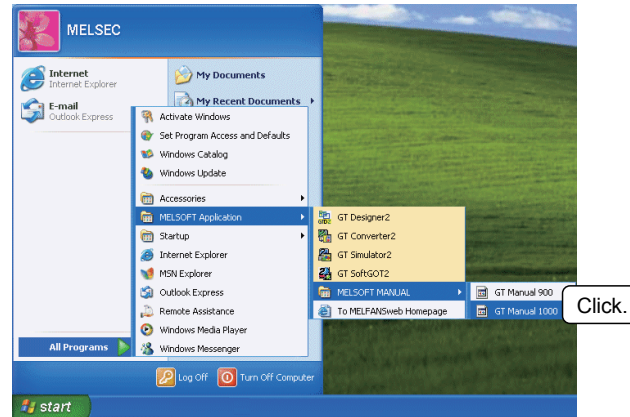 MELSEC
Internet
Internet Explorer
E-mail
Outlook Express
My Documents
My Recent Documents
Activate Windows
Set Program Access and Defaults
Windows Catalog
Windows Update
Accessories
MELSOFT Application
Startup
Internet Explorer
MSN Explorer
Outlook Express
Remote Assistance
Windows Media Player
Windows Messenger
GT Designer2
GT Converter2
GT Simulator2
GT SoftGOT2
MELSOFT MANUAL
To MELFANSweb Homepage
GT Manual 900
GT Manual 1000
Click.
All Programs
Log Off
Turn Off Computer
start